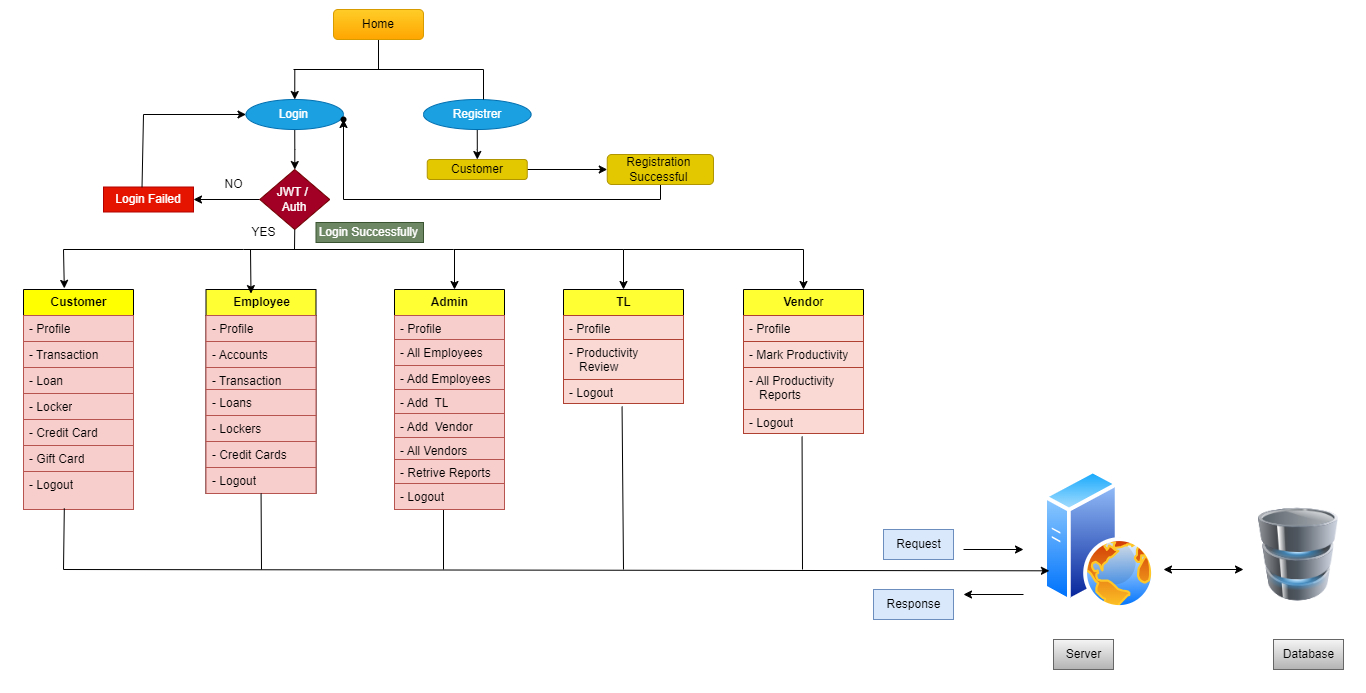 Home
Login
Registrer
Customer
Registration
Successful
NO
JWT /
Auth
Login Failed
YES
Login Successfully
Customer
- Profile
- Transaction
- Loan
- Locker
- Credit Card
- Gift Card
- Logout
Employee
- Profile
- Accounts
- Transaction
- Loans
- Lockers
- Credit Cards
- Logout
Admin
- Profile
- All Employees
- Add Employees
- Add TL
- Add Vendor
- All Vendors
- Retrive Reports
- Logout
TL
- Profile
- Productivity
Review
- Logout
Vendor
- Profile
- Mark Productivity
- All Productivity
Reports
- Logout
Request
Response
Server
Database